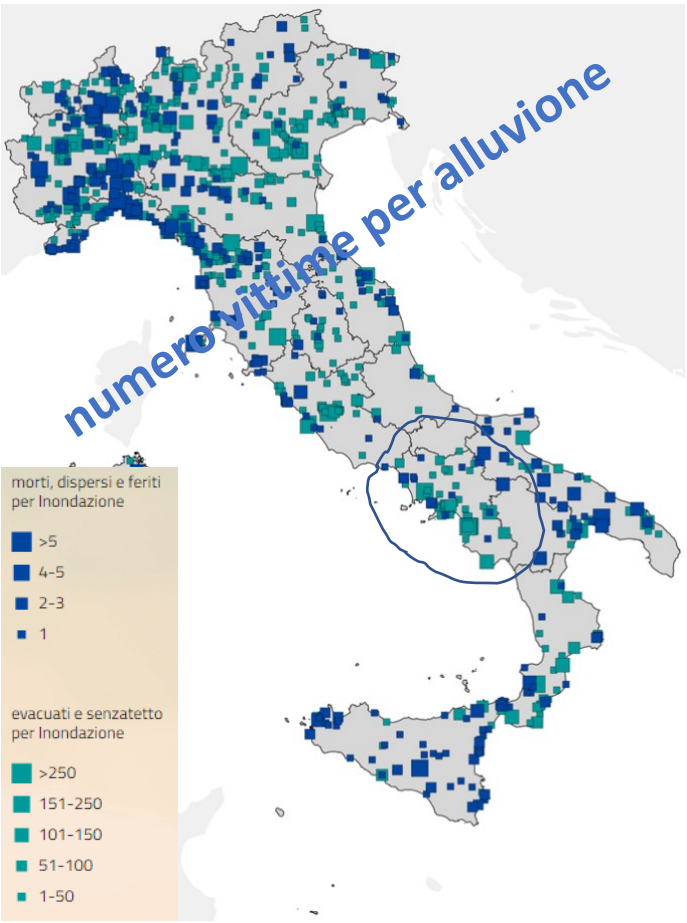 numero vittime per alluvione
morti, dispersi e feriti
per Inondazione
>5
4-5
2-3
1
evacuati e senzatetto
per Inondazione
>250
151-250
101-150
51-100
1-50